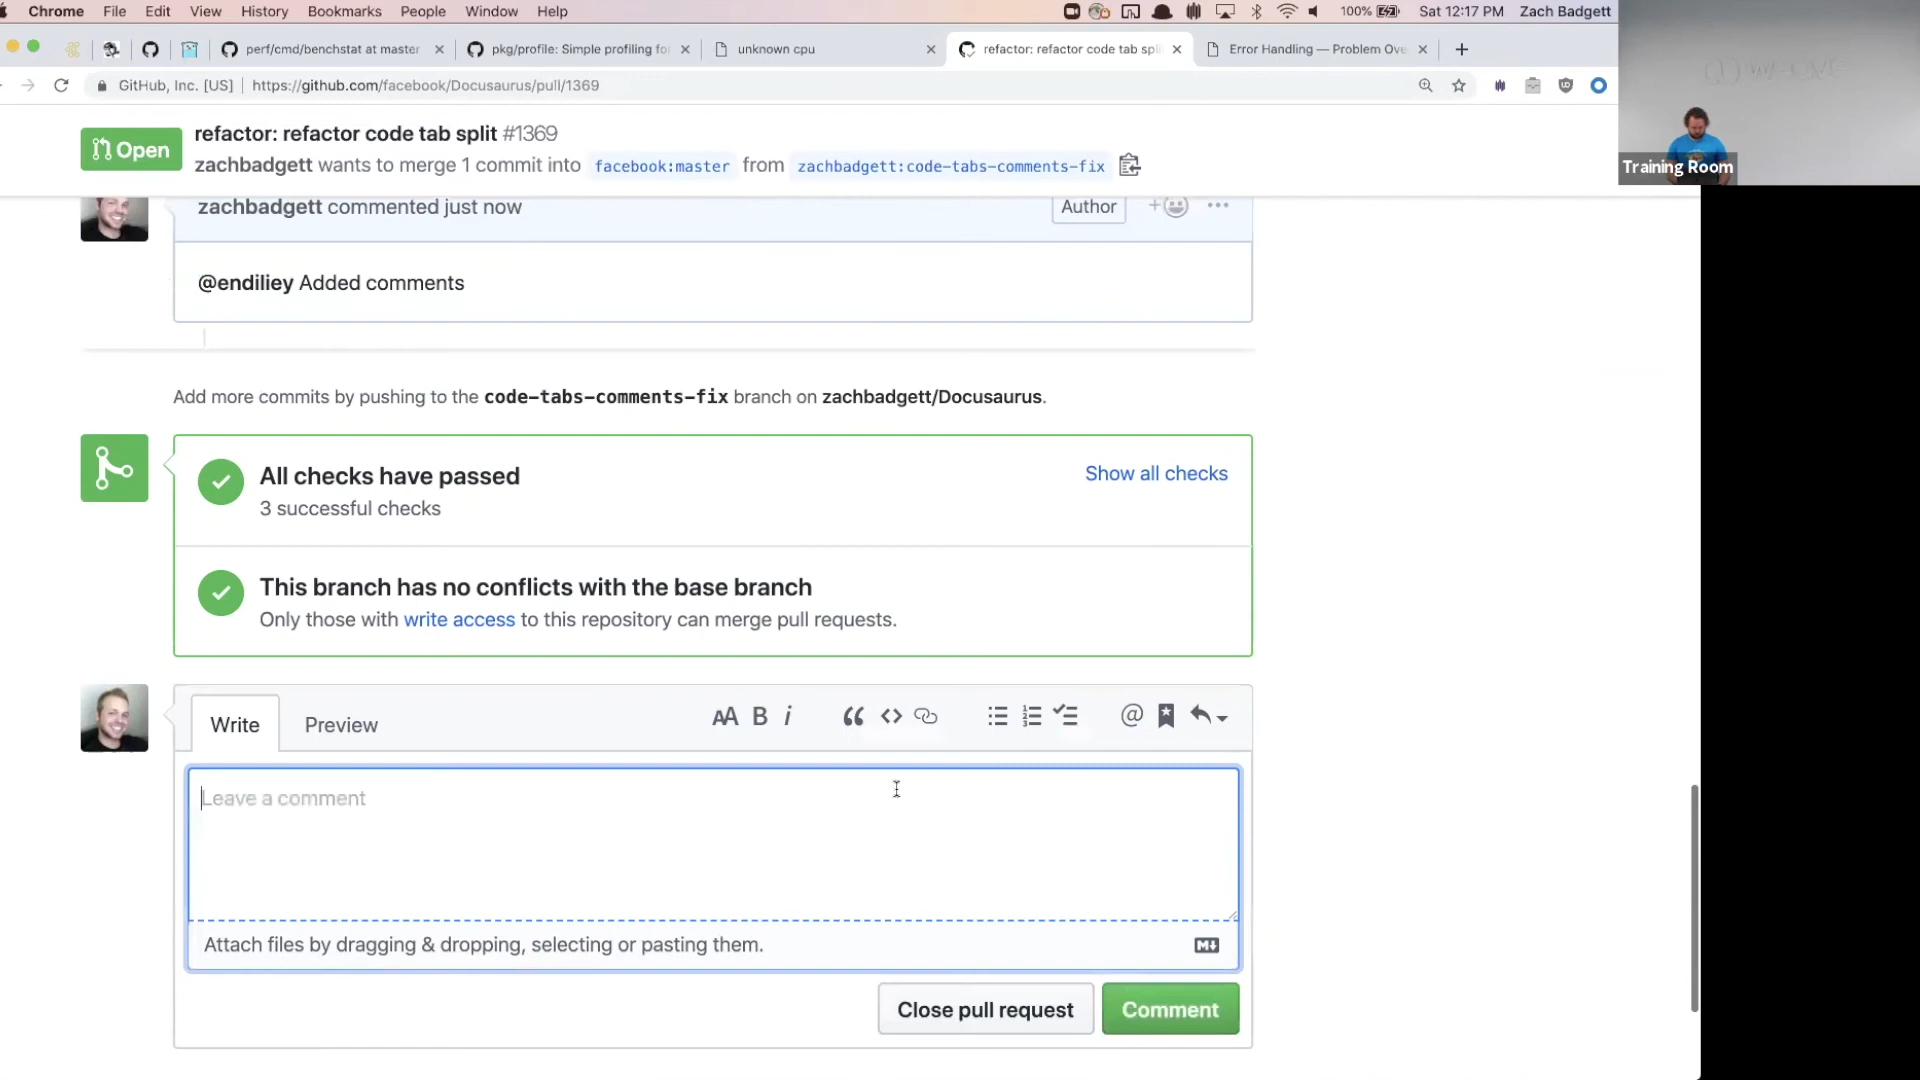 Chrome File Edit View History Bookmarks People Window Help 100% Sat 12:17 PM Zach Badgett
perf/cmd/benchstat at master pkg/profile: Simple profiling fo unknown cpu refactor: refactor code tab spli Error Handling — Problem Ove
GitHub, Inc. [US] https://github.com/facebook/Docusaurus/pull/1369
Training Room
Open refactor: refactor code tab split #1369
zachbadgett wants to merge 1 commit into facebook:master from zachbadgett:code-tabs-comments-fix
zachbadgett commented just now Author
@endiliey Added comments
Add more commits by pushing to the code-tabs-comments-fix branch on zachbadgett/Docusaurus.
All checks have passed Show all checks
3 successful checks
This branch has no conflicts with the base branch
Only those with write access to this repository can merge pull requests.
Write Preview AA B i
Leave a comment
Attach files by dragging & dropping, selecting or pasting them.
Close pull request Comment